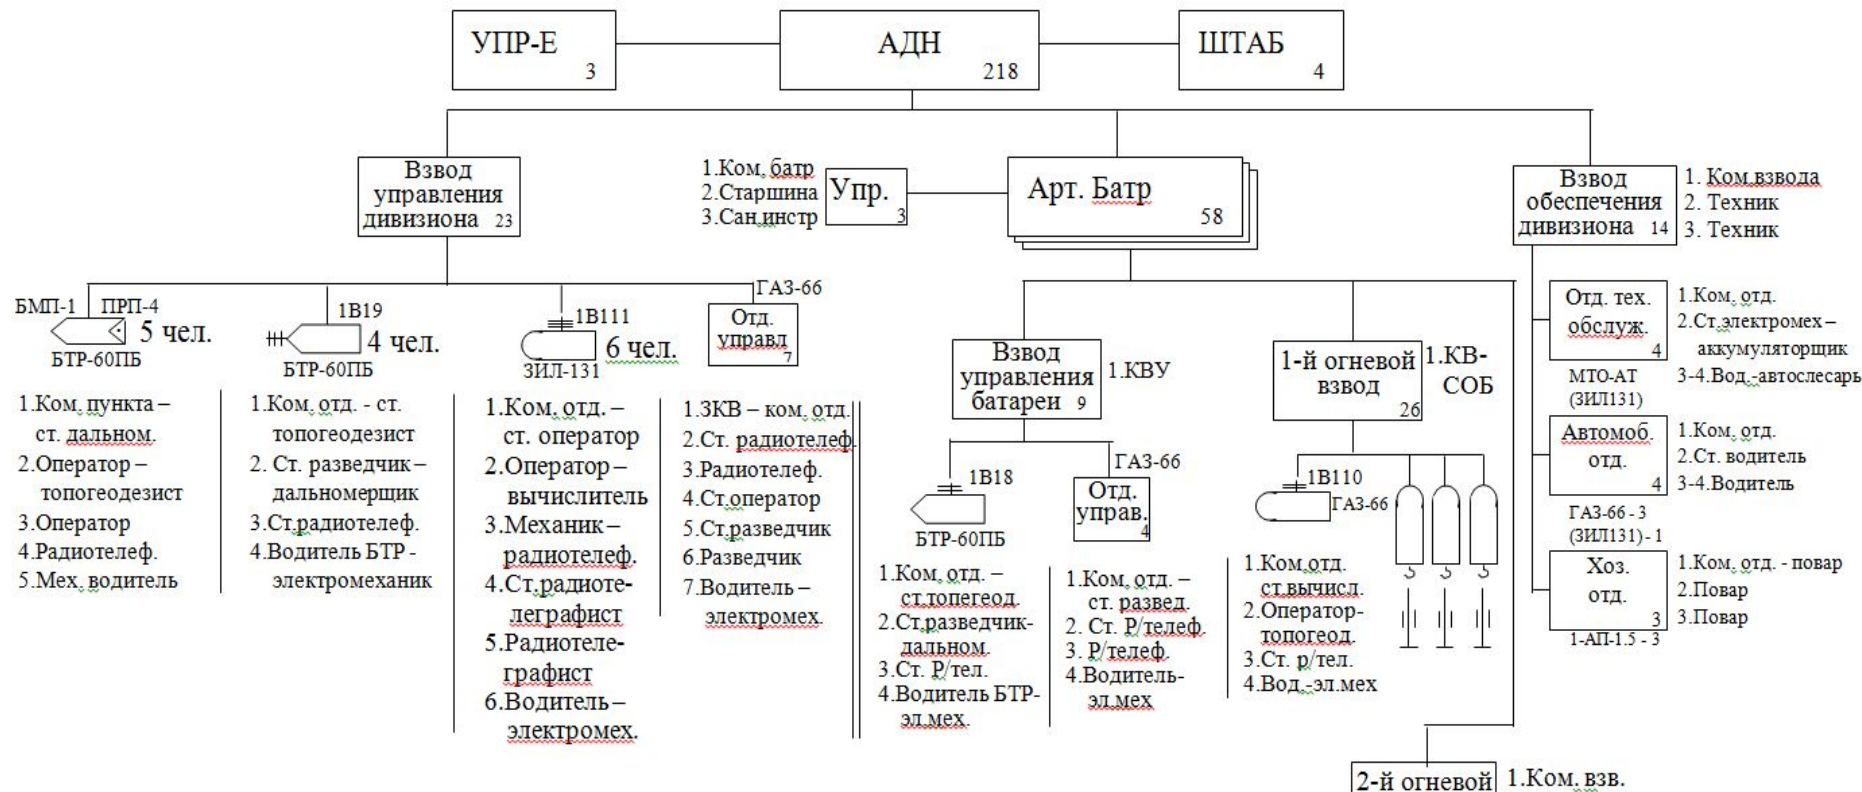 УПР-Е
3
АДН
218
ШТАБ
4
Взвод
управления
дивизиона 23
1.Ком. батр
2.Старшина
3.Сан.инстр
Упр.
3
Арт. Батр
58
Взвод
обеспечения
дивизиона 14
1. Ком.взвода
2. Техник
3. Техник
БМП-1 ПРП-4
5 чел.
БТР-60ПБ
1.Ком. пункта –
ст. дальном.
2.Оператор –
топогеодезист
3.Оператор
4.Радиотелеф.
5.Мех. водитель
1В19
4 чел.
БТР-60ПБ
1.Ком. отд. - ст.
топогеодезист
2. Ст. разведчик –
дальномерщик
3.Ст.радиотелеф.
4.Водитель БТР -
электромеханик
1В111
6 чел.
ЗИЛ-131
1.Ком. отд. –
ст. оператор
2.Оператор –
вычислитель
3.Механик –
радиотелеф.
4.Ст.радиоте-
леграфист
5.Радиотеле-
графист
6.Водитель –
электромех.
ГАЗ-66
Отд.
управл
7
1.ЗКВ – ком. отд.
2.Ст. радиотелеф.
3.Радиотелеф.
4.Ст.оператор
5.Ст.разведчик
6.Разведчик
7.Водитель –
электромех.
Взвод
управления
батареи 9
1.КВУ
1В18
БТР-60ПБ
1.Ком. отд. –
ст.топегеод.
2.Ст.разведчик-
дальном.
3.Ст. Р/тел.
4.Водитель БТР-
эл.мех.
ГАЗ-66
Отд.
управ.
4
1.Ком. отд. –
ст. развед.
2. Ст. Р/телеф.
3. Р/телеф.
4.Водитель-
эл.мех
1-й огневой
взвод
26
1.КВ-
СОБ
1В110
ГАЗ-66
1.Ком.отд.
ст.вычисл.
2.Оператор-
топогеод.
3.Ст. р/тел.
4.Вод.-эл.мех
2-й огневой
1.Ком. взв.
Отд. тех.
обслуж.
4
1.Ком. отд.
2.Ст.электромех –
аккумуляторщик
3-4.Вод.-автослесарь
МТО-АТ
(ЗИЛ131)
Автомоб.
отд.
4
1.Ком. отд.
2.Ст. водитель
3-4.Водитель
ГАЗ-66 - 3
(ЗИЛ131) - 1
Хоз.
отд.
3
1.Ком. отд. - повар
2.Повар
3.Повар
1-АП-1.5 - 3